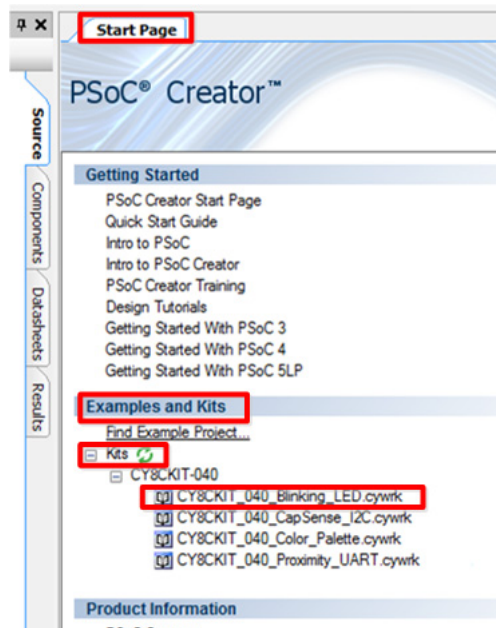 Start Page
PSoC® Creator™
Source
Components
Datasheets
Results
Getting Started
PSoC Creator Start Page
Quick Start Guide
Intro to PSoC
Intro to PSoC Creator
PSoC Creator Training
Design Tutorials
Getting Started With PSoC 3
Getting Started With PSoC 4
Getting Started With PSoC 5LP
Examples and Kits
Find Example Project...
Kits
CY8CKIT-040
CY8CKIT_040_Blinking_LED.cywrk
CY8CKIT_040_CapSense_I2C.cywrk
CY8CKIT_040_Color_Palette.cywrk
CY8CKIT_040_Proximity_UART.cywrk
Product Information